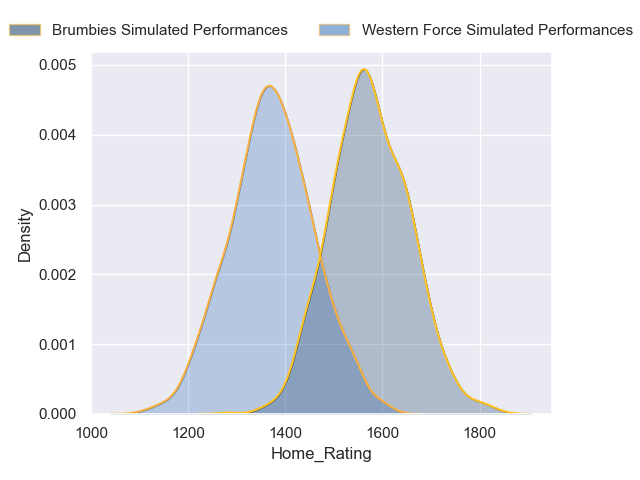 Brumbies Simulated Performances
Western Force Simulated Performances
0.005
0.004
0.003
0.002
0.001
0.000
Density
1000
1200
1400
1600
1800
Home_Rating